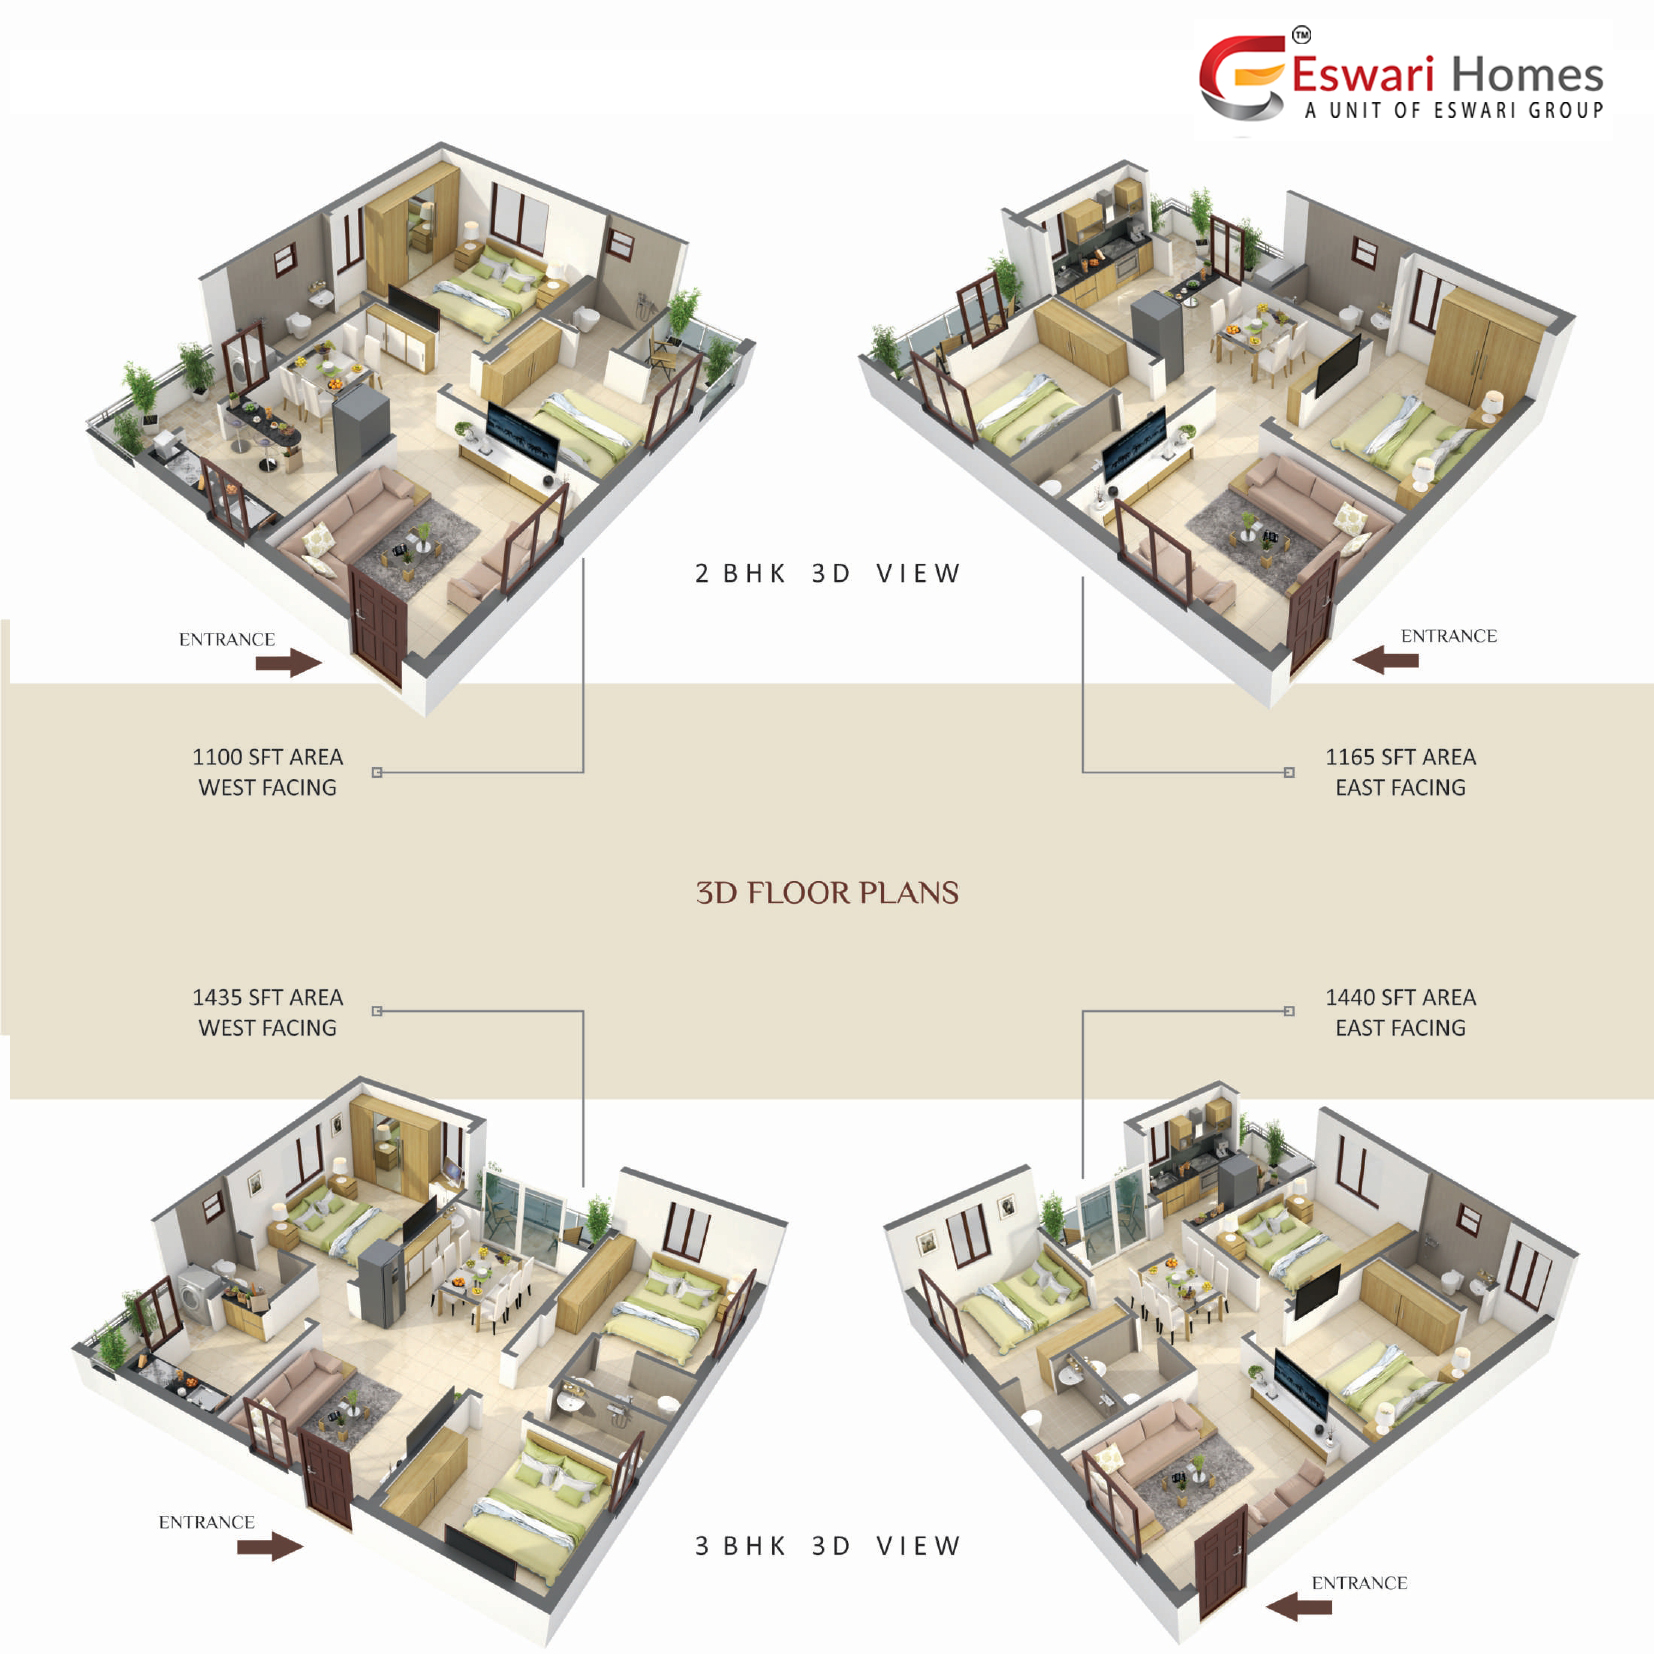 TM
Eswari Homes
A UNIT OF ESWARI GROUP
2 BHK 3D VIEW
ENTRANCE
ENTRANCE
1100 SFT AREA
WEST FACING
1165 SFT AREA
EAST FACING
3D FLOOR PLANS
1435 SFT AREA
WEST FACING
1440 SFT AREA
EAST FACING
ENTRANCE
3 BHK 3D VIEW
ENTRANCE